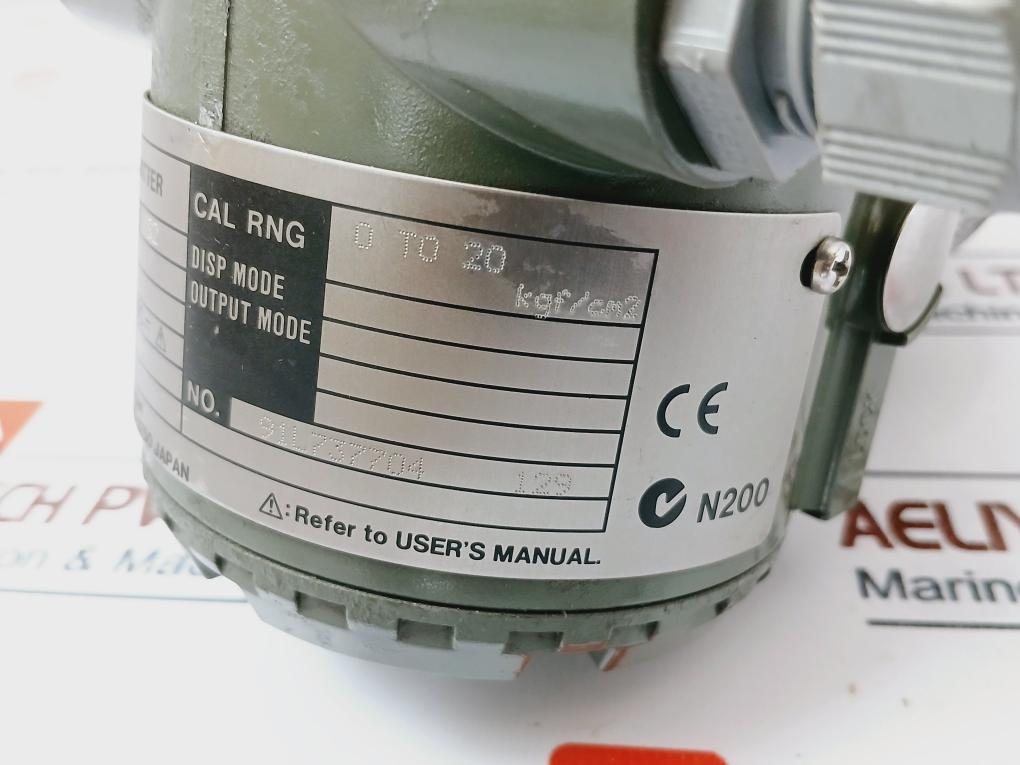 CAL RNG 0 TO 20
kgf/cm2
DISP MODE
OUTPUT MODE
NO. 91L737704 129
JAPAN
⚠: Refer to USER'S MANUAL.
CE
N200